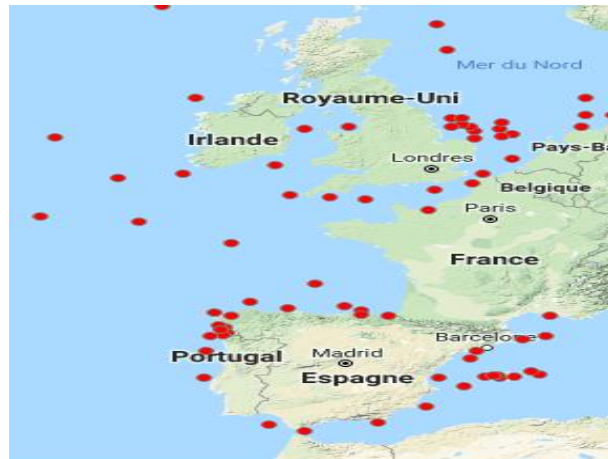 Mer du Nord
Royaume-Uni
Irlande
Londres
Pays-Ba
Belgique
Paris
France
Barcelone
Portugal
Madrid
Espagne